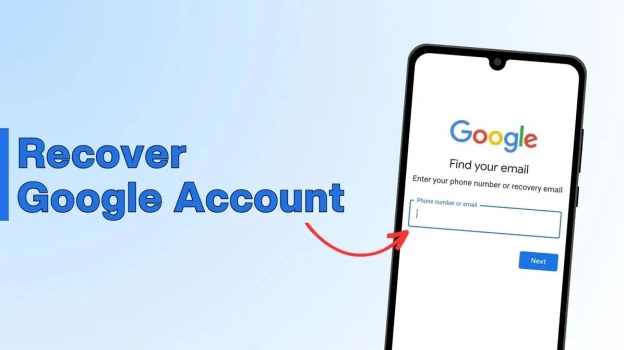 Recover
Google Account
Google
Find your email
Enter your phone number or recovery email
Phone number or email
Next